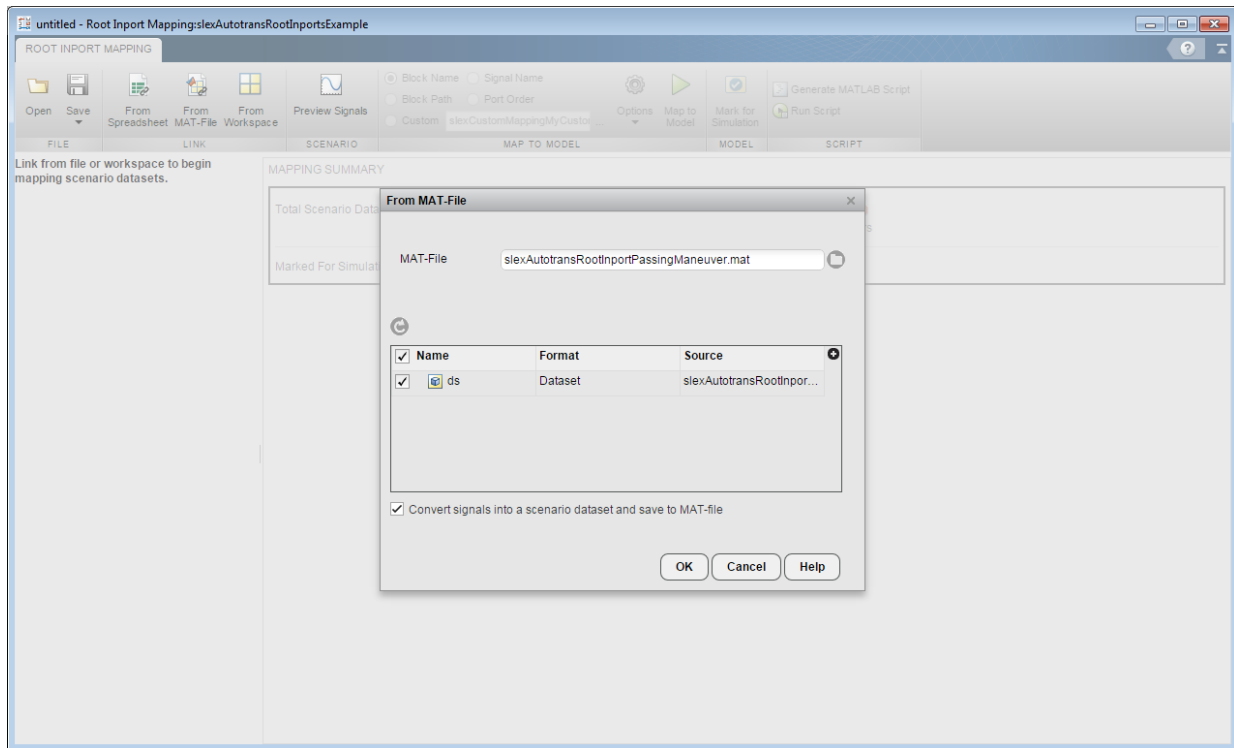 untitled - Root Inport Mapping:slexAutotransRootInportsExample
ROOT INPORT MAPPING
?
Open
Save
From Spreadsheet
From MAT-File
From Workspace
Preview Signals
Block Name
Signal Name
Block Path
Port Order
Custom
slexCustomMappingMyCustom...
Options
Map to Model
Mark for Simulation
Generate MATLAB Script
Run Script
FILE
LINK
SCENARIO
MAP TO MODEL
MODEL
SCRIPT
Link from file or workspace to begin
mapping scenario datasets.
MAPPING SUMMARY
Total Scenario Data
Marked For Simulat
From MAT-File
MAT-File
slexAutotransRootInportPassingManeuver.mat
Name Format Source
ds Dataset slexAutotransRootInpor...
Convert signals into a scenario dataset and save to MAT-file
OK Cancel Help